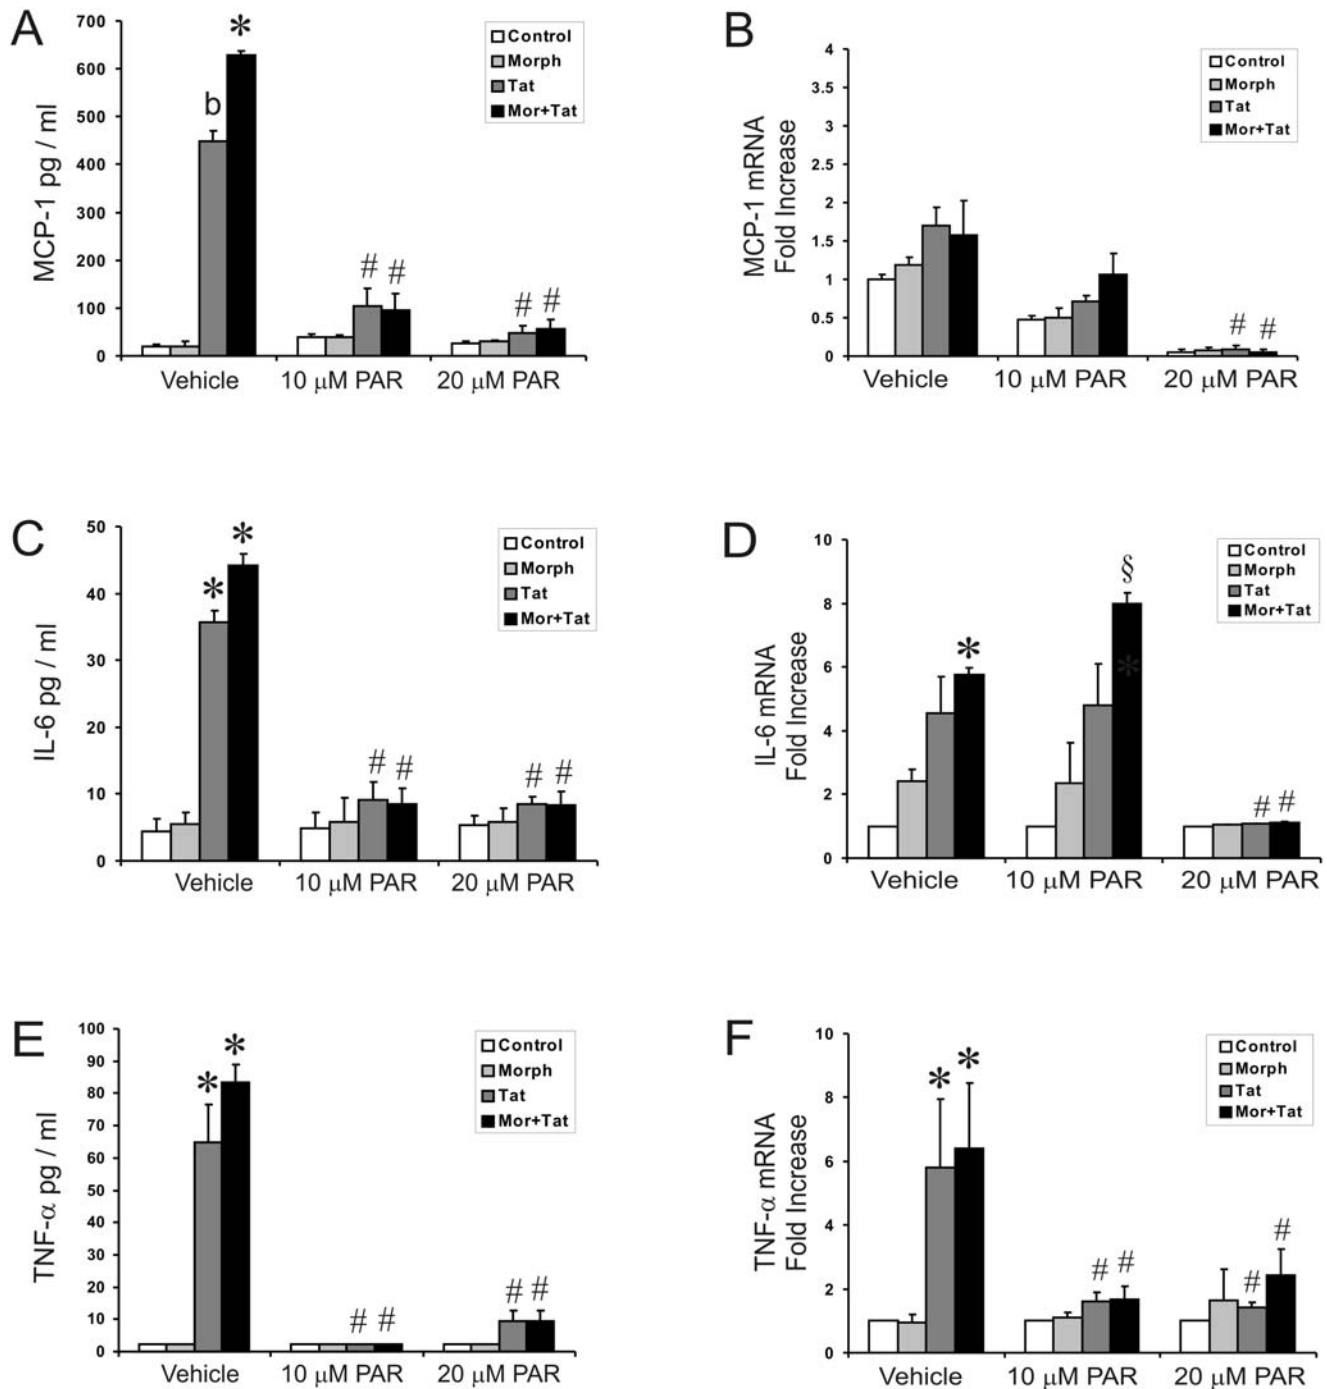 A
MCP-1 pg / ml
700
600
500
400
300
200
100
0
b
*
# #
# #
Control
Morph
Tat
Mor+Tat
Vehicle 10 μM PAR 20 μM PAR
B
MCP-1 mRNA
Fold Increase
4
3.5
3
2.5
2
1.5
1
0.5
0
# #
Control
Morph
Tat
Mor+Tat
Vehicle 10 μM PAR 20 μM PAR
C
IL-6 pg / ml
50
40
30
20
10
0
* *
# #
# #
Control
Morph
Tat
Mor+Tat
Vehicle 10 μM PAR 20 μM PAR
D
IL-6 mRNA
Fold Increase
10
8
6
4
2
0
*
§
*
# #
Control
Morph
Tat
Mor+Tat
Vehicle 10 μM PAR 20 μM PAR
E
TNF-α pg / ml
100
90
80
70
60
50
40
30
20
10
0
* *
# #
# #
Control
Morph
Tat
Mor+Tat
Vehicle 10 μM PAR 20 μM PAR
F
TNF-α mRNA
Fold Increase
10
8
6
4
2
0
* *
# #
# #
Control
Morph
Tat
Mor+Tat
Vehicle 10 μM PAR 20 μM PAR